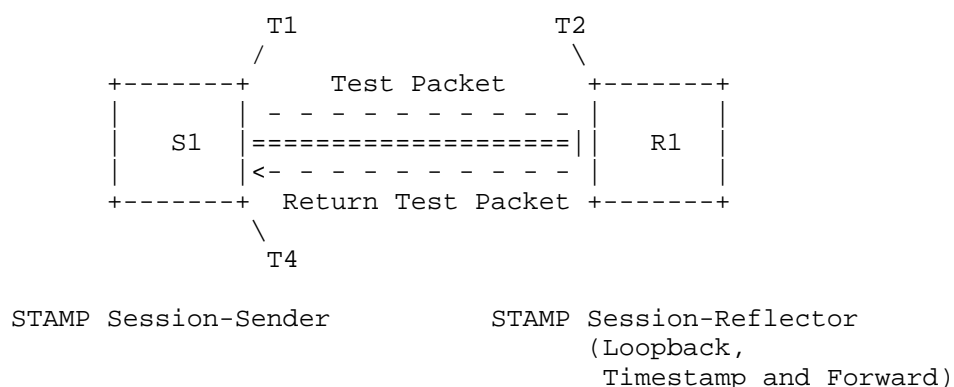 T1 T2
Test Packet
S1 R1
Return Test Packet
T4
STAMP Session-Sender STAMP Session-Reflector
(Loopback,
Timestamp and Forward)